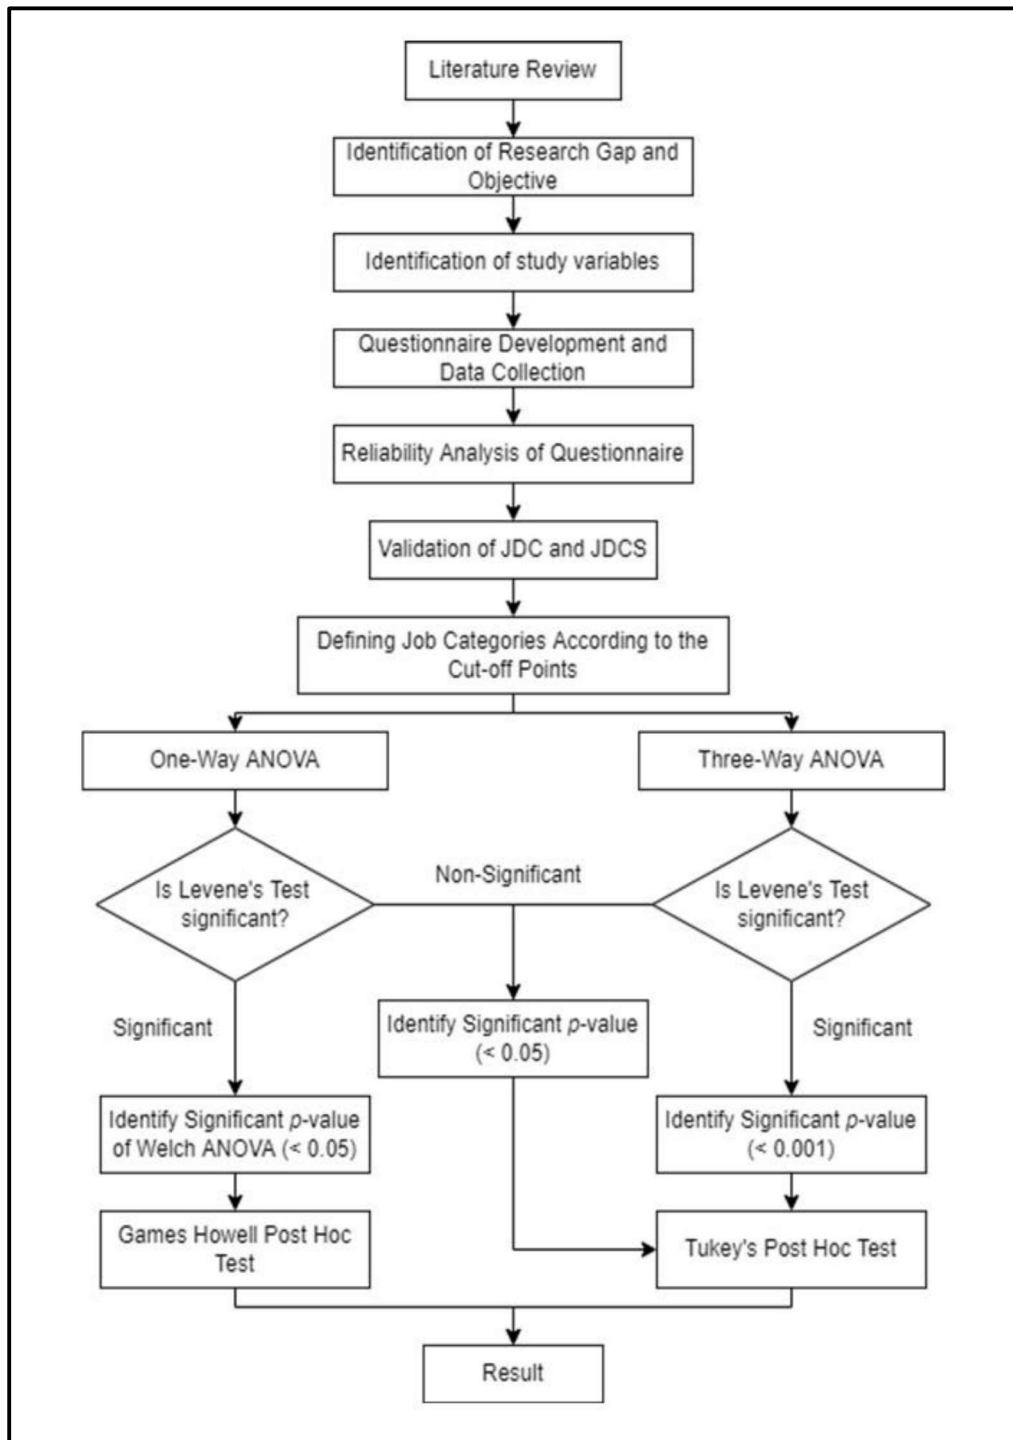 Literature Review
Identification of Research Gap and
Objective
Identification of study variables
Questionnaire Development and
Data Collection
Reliability Analysis of Questionnaire
Validation of JDC and JDCS
Defining Job Categories According to the
Cut-off Points
One-Way ANOVA
Three-Way ANOVA
Is Levene's Test
significant?
Non-Significant
Is Levene's Test
significant?
Significant
Identify Significant p-value
(< 0.05)
Significant
Identify Significant p-value
of Welch ANOVA (< 0.05)
Identify Significant p-value
(< 0.001)
Games Howell Post Hoc
Test
Tukey's Post Hoc Test
Result